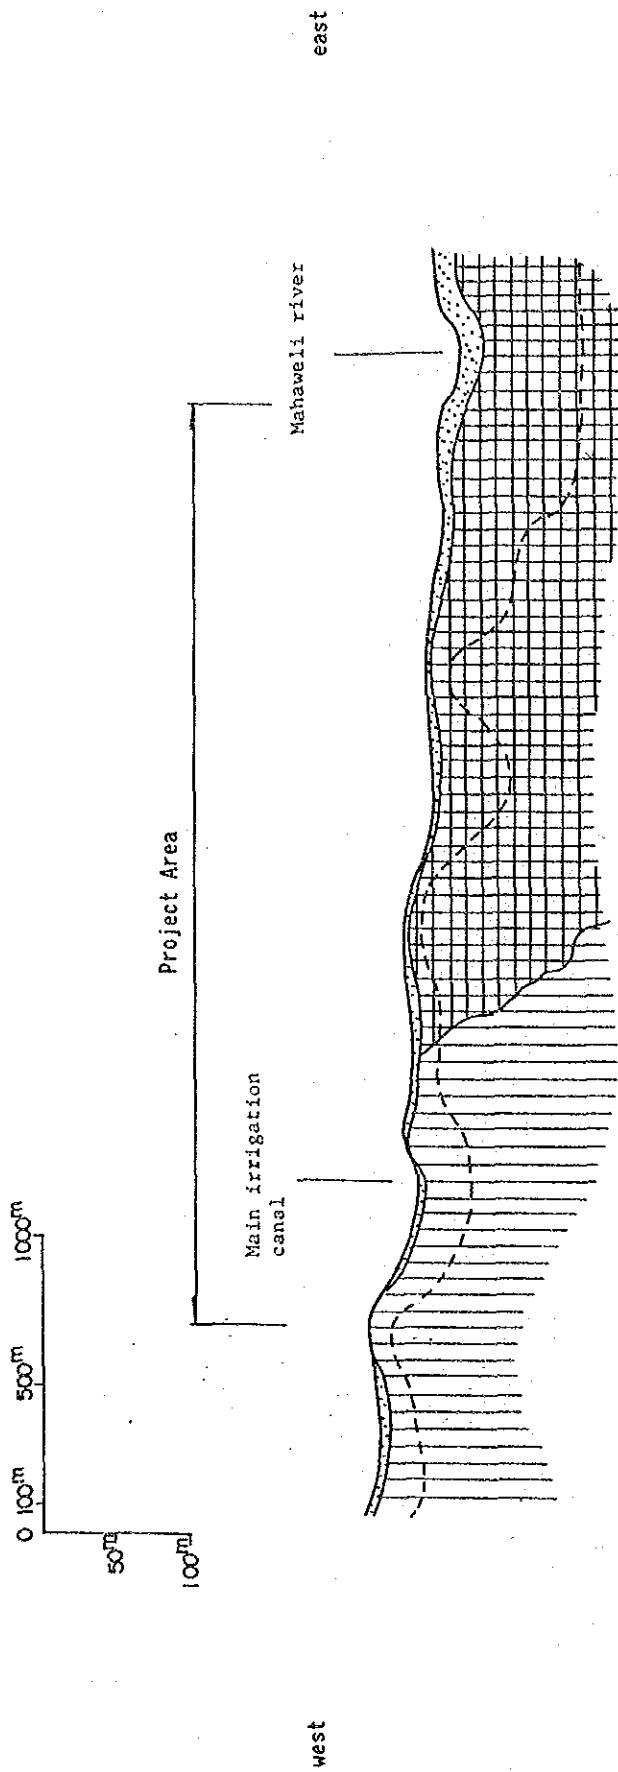 0 100m 500m 1000m
50m
100m
Project Area
Main irrigation
canal
Mahaweli river
west
east